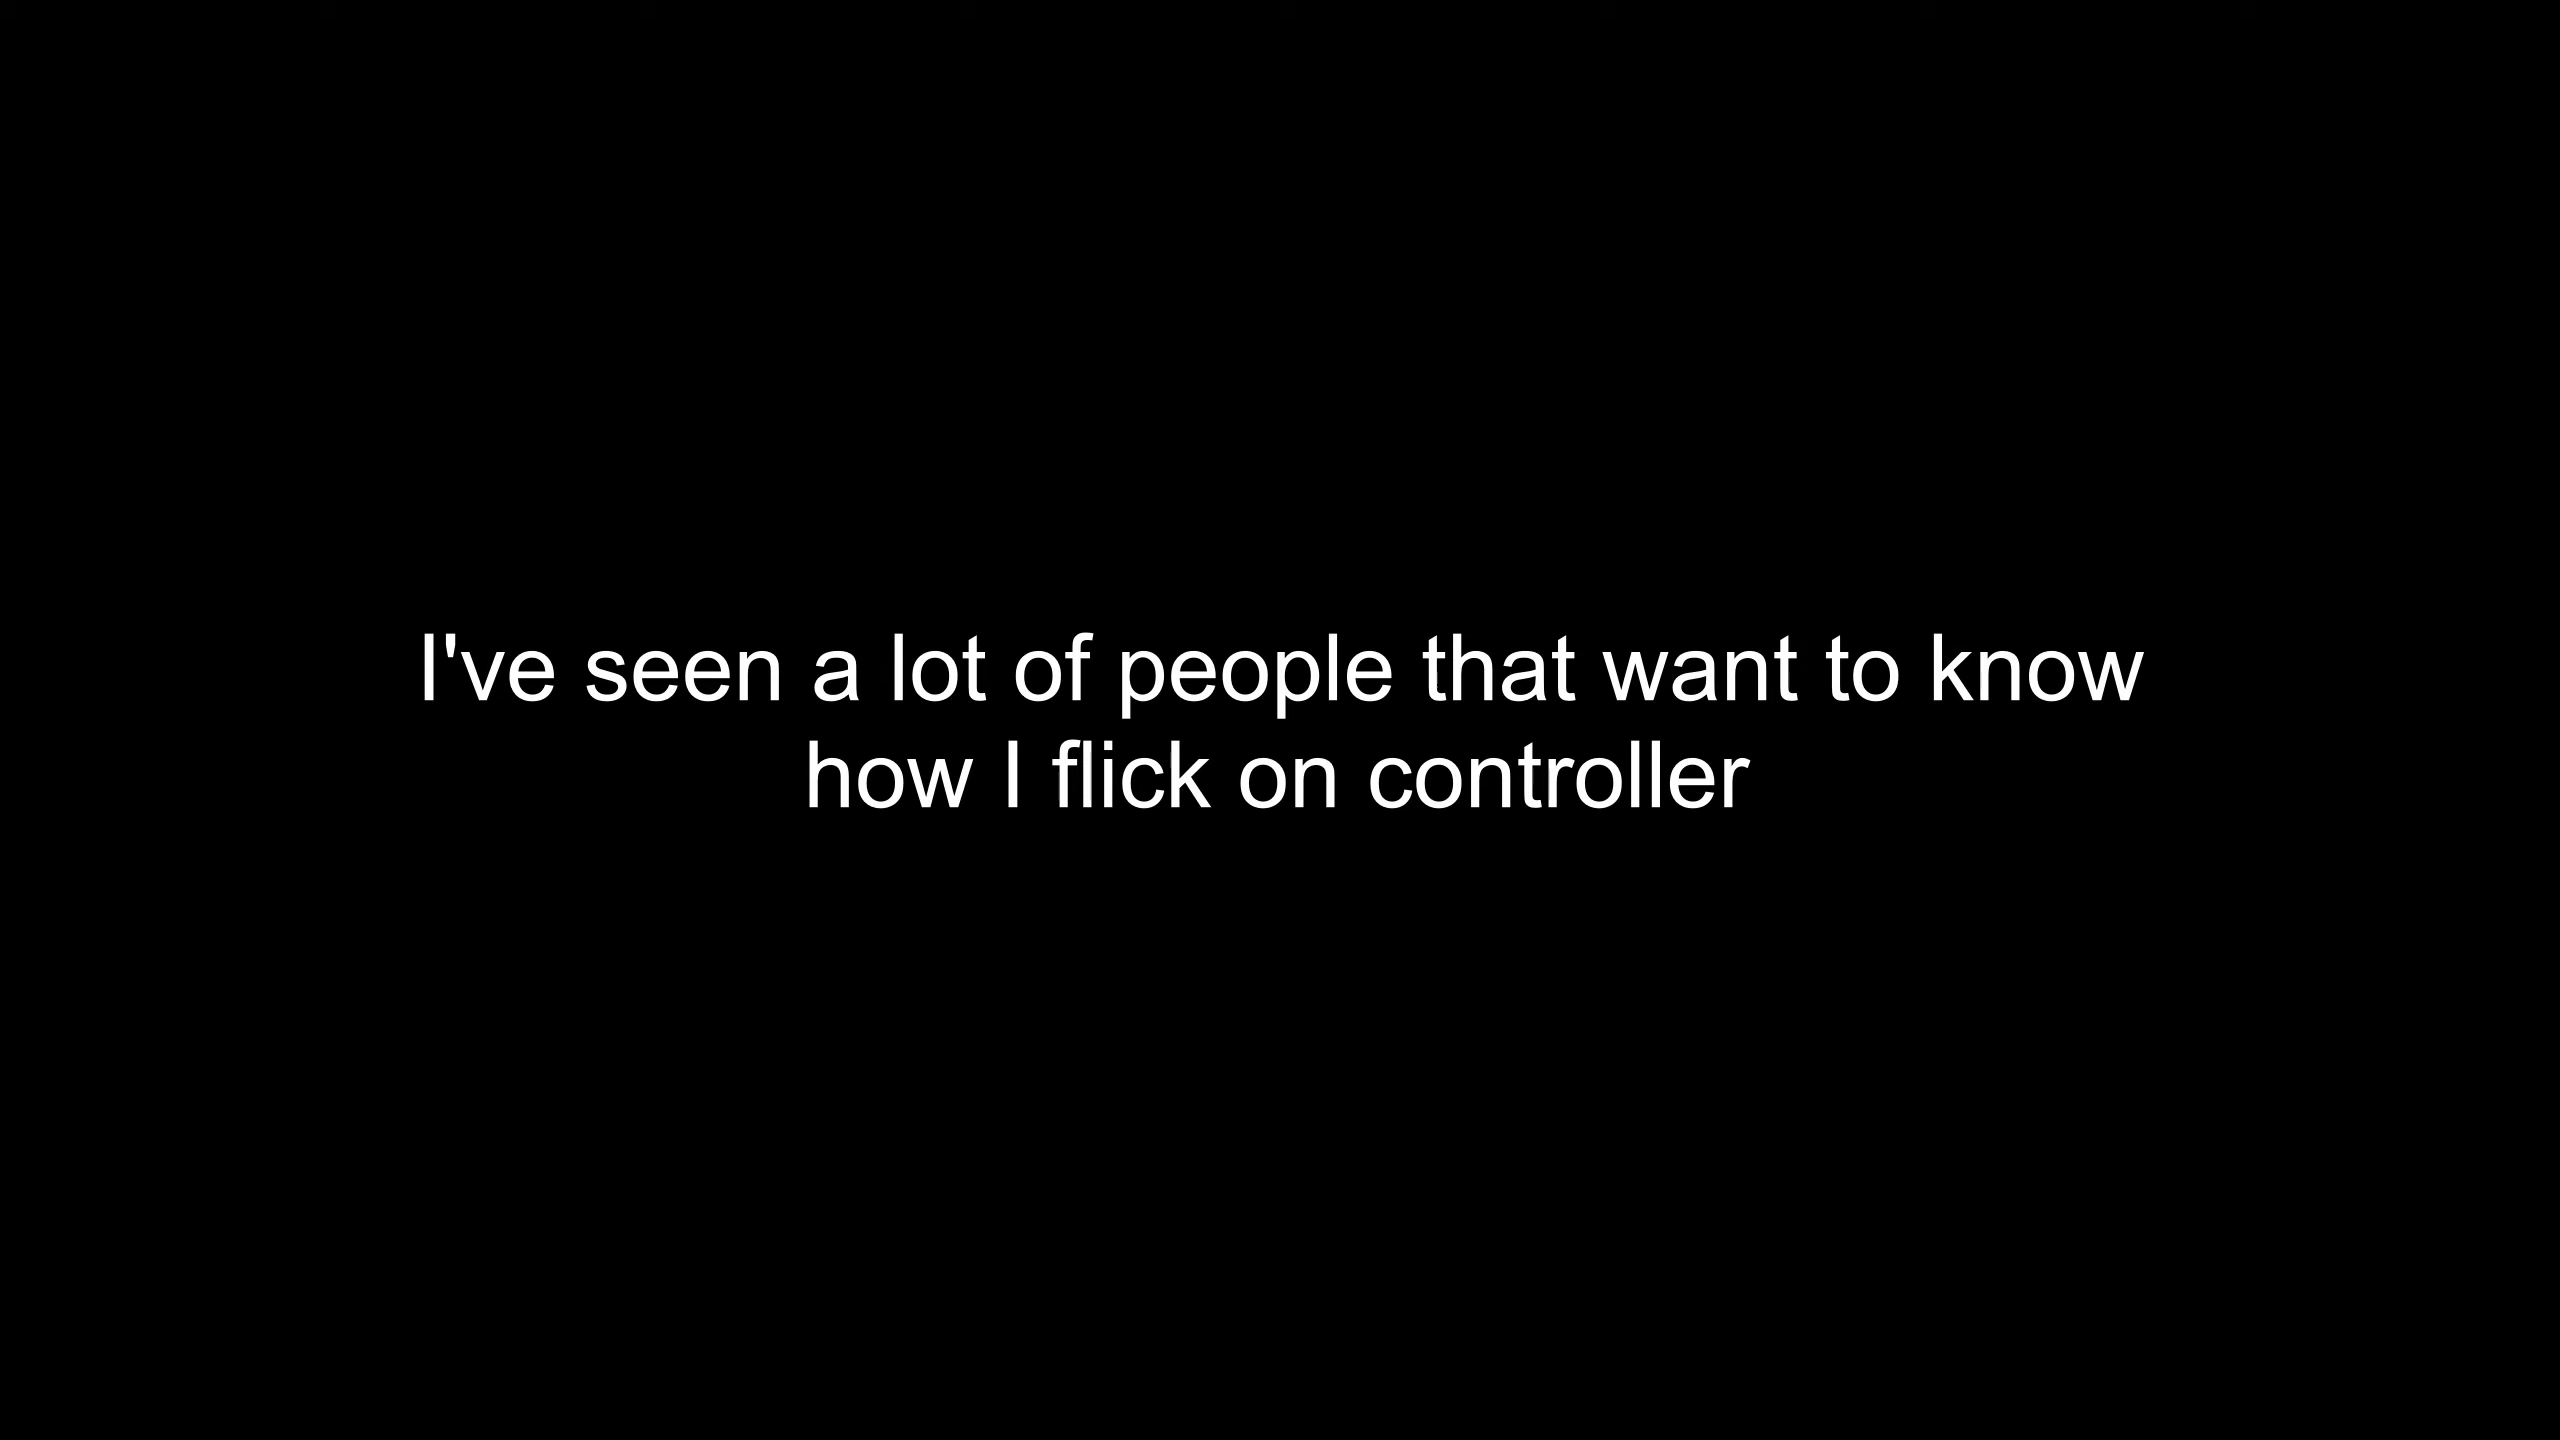 I've seen a lot of people that want to know
how I flick on controller